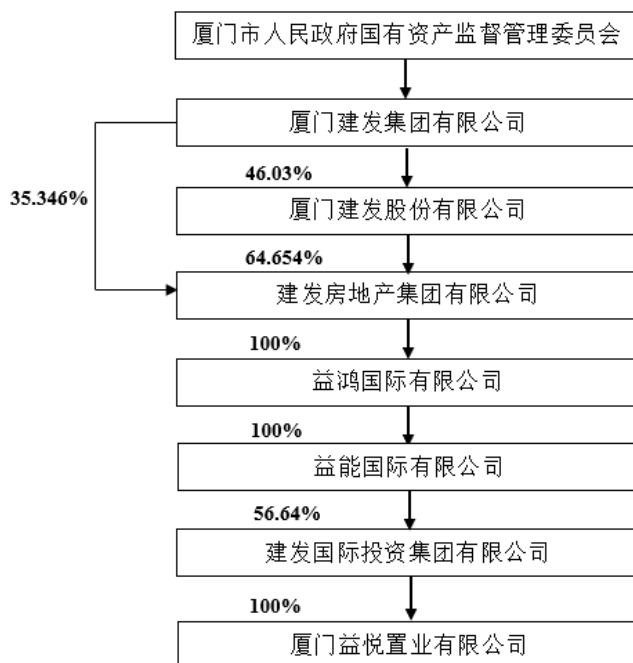 厦门市人民政府国有资产监督管理委员会
厦门建发集团有限公司
46.03%
35.346%
厦门建发股份有限公司
64.654%
建发房地产集团有限公司
100%
益鸿国际有限公司
100%
益能国际有限公司
56.64%
建发国际投资集团有限公司
100%
厦门益悦置业有限公司